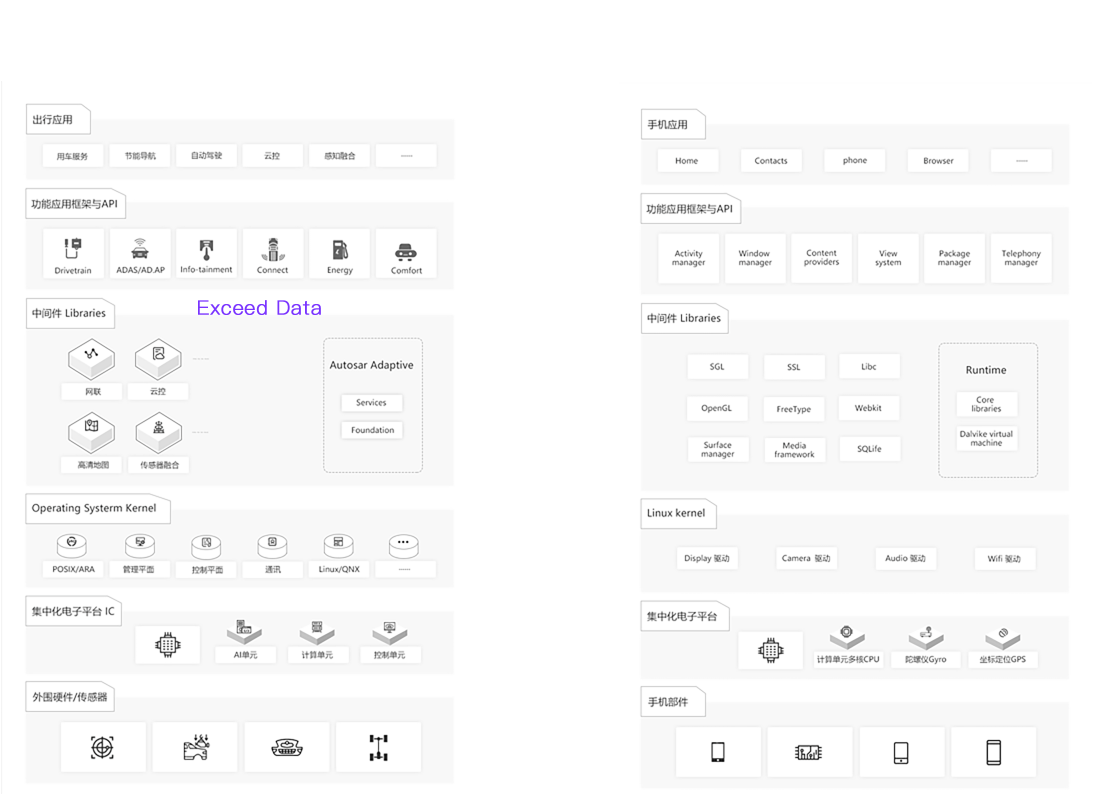 出行应用
用车服务
节能导航
自动驾驶
云控
感知融合
······
功能应用框架与API
Drivetrain
ADAS/AD.AP
Info-tainment
Connect
Energy
Comfort
中间件 Libraries
Exceed Data
网联
云控
······
高清地图
传感器融合
······
Autosar Adaptive
Services
Foundation
Operating Systerm Kernel
POSIX/ARA
管理平面
控制平面
通讯
Linux/QNX
······
集中化电子平台 IC
AI单元
计算单元
控制单元
外围硬件/传感器
手机应用
Home
Contacts
phone
Browser
······
功能应用框架与API
Activity
manager
Window
manager
Content
providers
View
system
Package
manager
Telephony
manager
中间件 Libraries
SGL
SSL
Libc
OpenGL
FreeType
Webkit
Surface
manager
Media
framework
SQLife
Runtime
Core
libraries
Dalvike virtual
machine
Linux kernel
Display 驱动
Camera 驱动
Audio 驱动
Wifi 驱动
集中化电子平台
计算单元多核CPU
陀螺仪Gyro
坐标定位GPS
手机部件